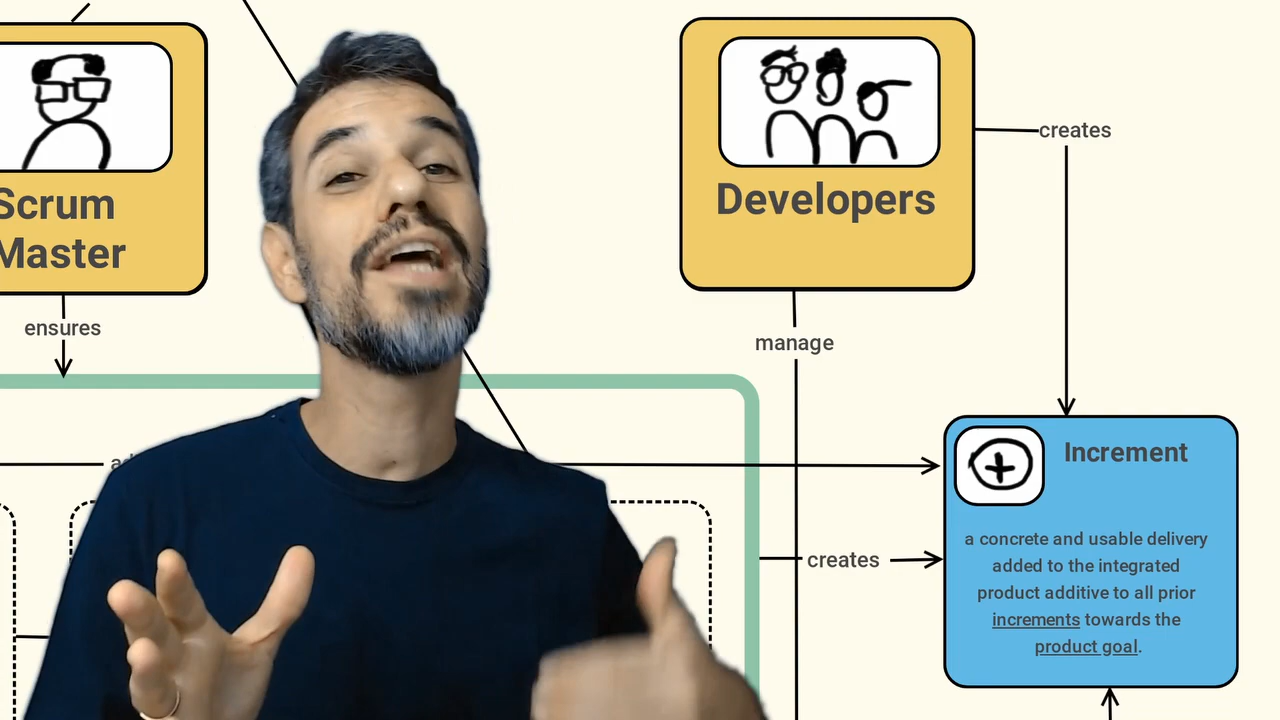 Scrum
Master
ensures
Developers
creates
manage
Increment
creates
a concrete and usable delivery
added to the integrated
product additive to all prior
increments towards the
product goal.